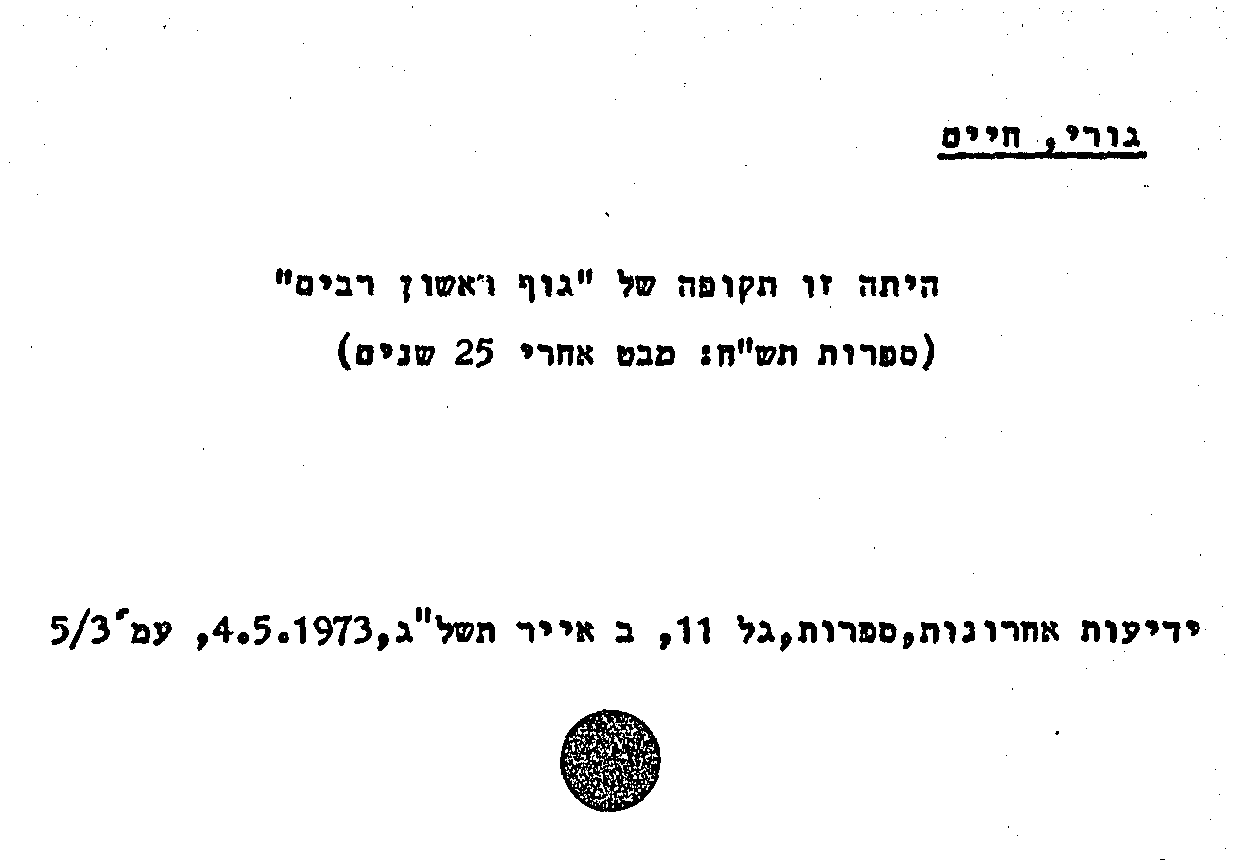 גורי, חיים
היתה זו תקופה של "גוף ראשון רבים"
(ספרות תש"ח: מבט אחרי 25 שנים)
ידיעות אחרונות,ספרות,גל 11, ב אייר תשל"ג,4.5.1973, עמ' 5/3